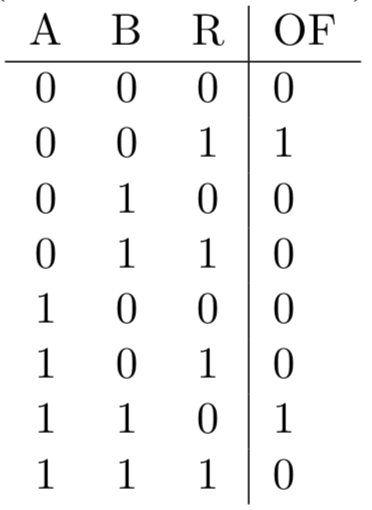 A B R OF
0 0 0 0
0 0 1 1
0 1 0 0
0 1 1 0
1 0 0 0
1 0 1 0
1 1 0 1
1 1 1 0